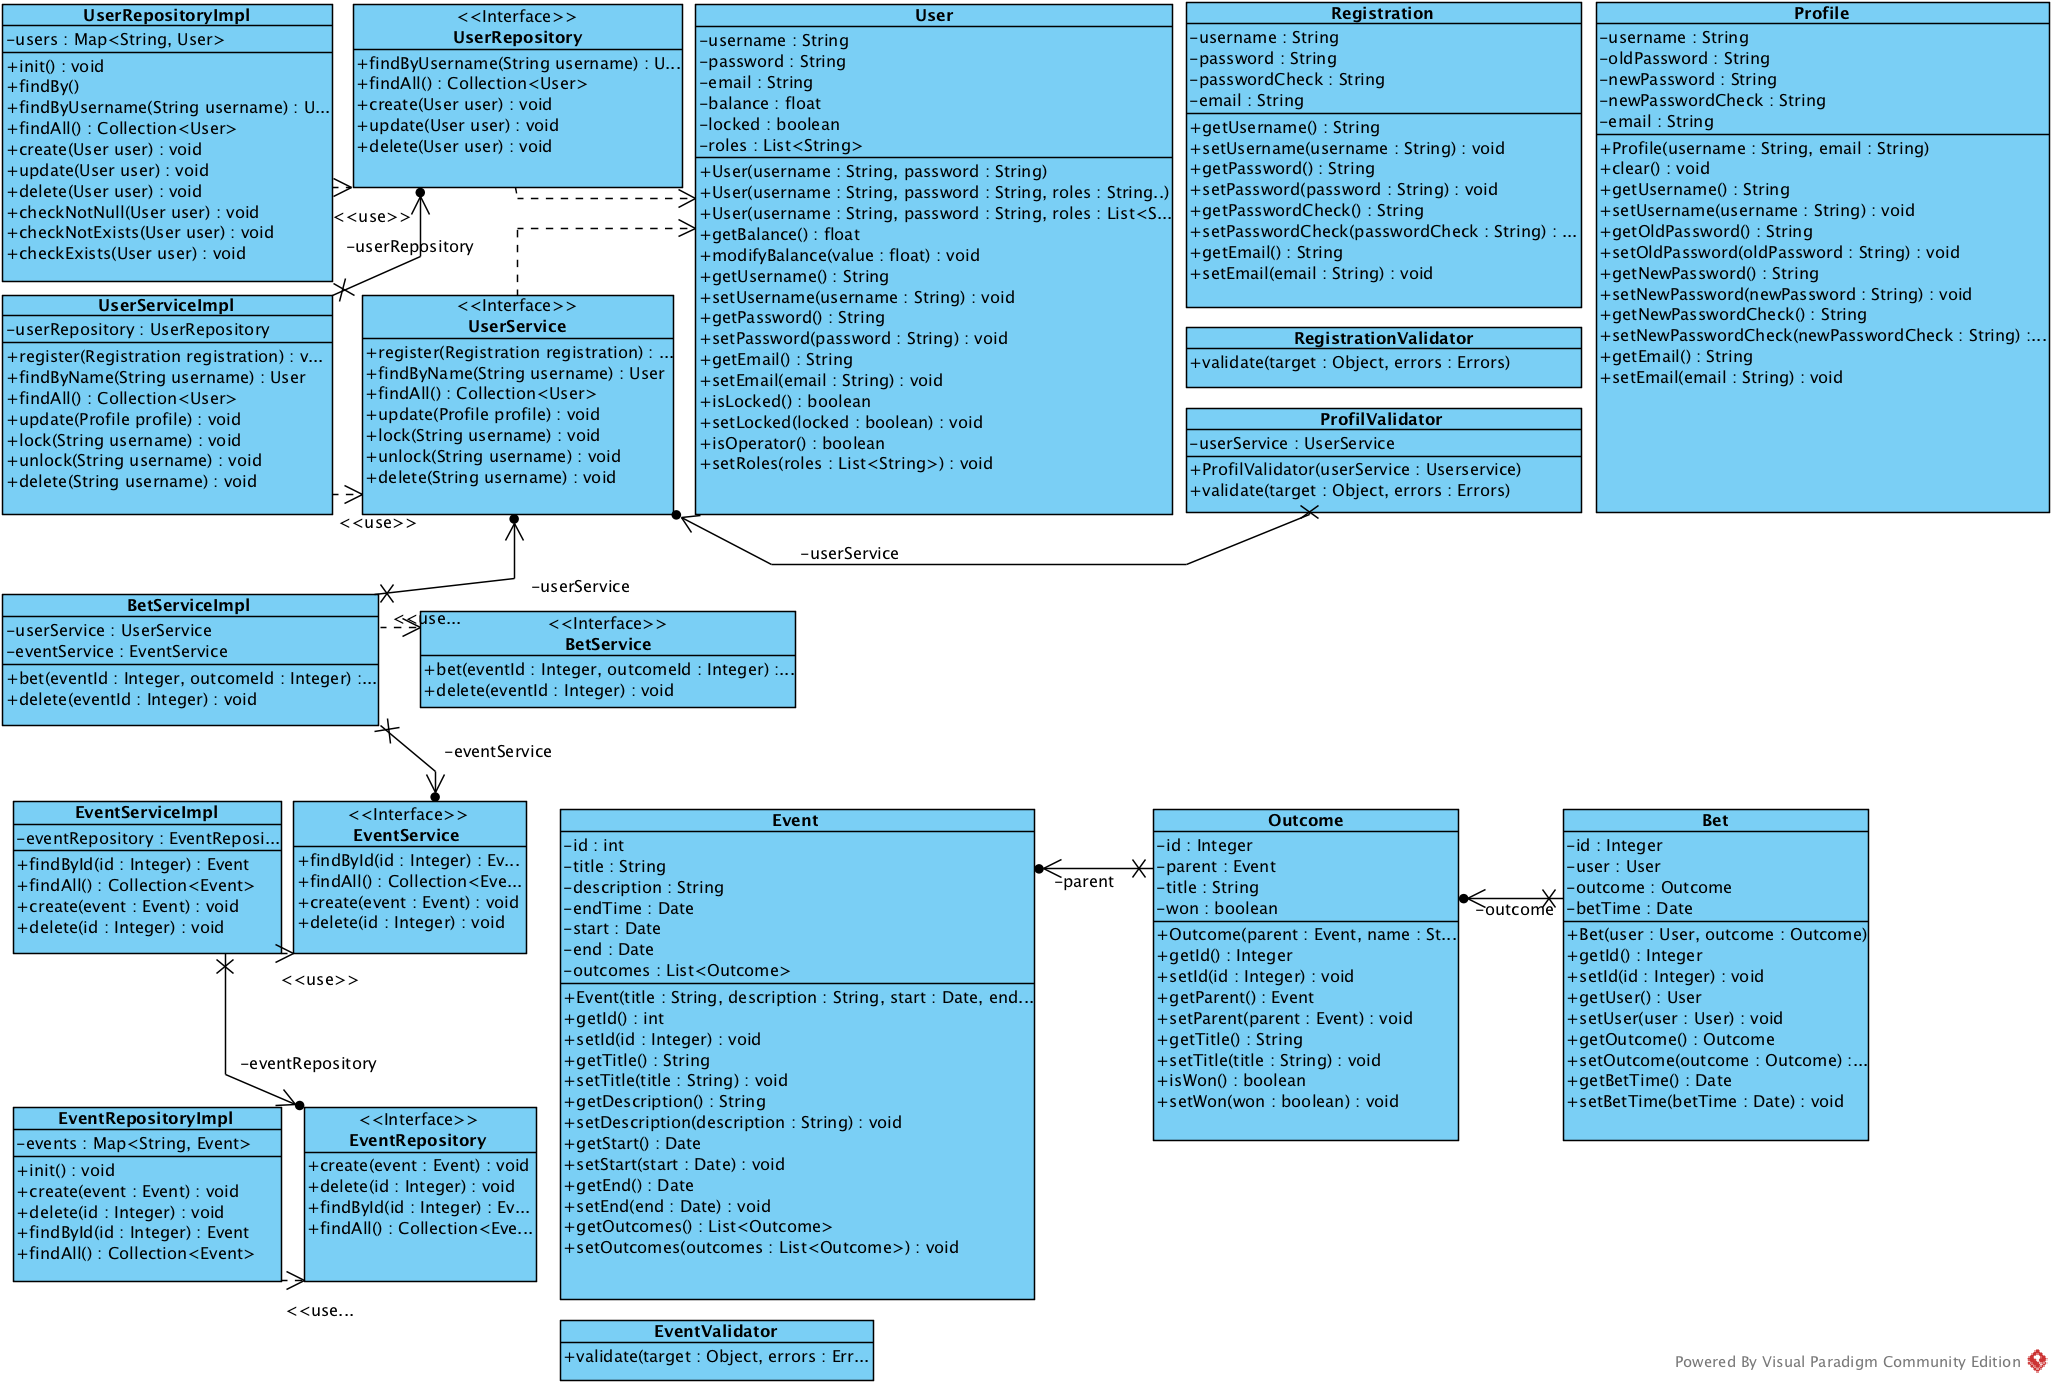 UserRepositoryImpl
-users : Map<String, User>
+init() : void
+findBy()
+findByUsername(String username) : U...
+findAll() : Collection<User>
+create(User user) : void
+update(User user) : void
+delete(User user) : void
+checkNotNull(User user) : void
+checkNotExists(User user) : void
+checkExists(User user) : void
<<Interface>>
UserRepository
+findByUsername(String username) : U...
+findAll() : Collection<User>
+create(User user) : void
+update(User user) : void
+delete(User user) : void
<<use>>
-userRepository
User
-username : String
-password : String
-email : String
-balance : float
-locked : boolean
-roles : List<String>
+User(username : String, password : String)
+User(username : String, password : String, roles : String..)
+User(username : String, password : String, roles : List<S...
+getBalance() : float
+modifyBalance(value : float) : void
+getUsername() : String
+setUsername(username : String) : void
+getPassword() : String
+setPassword(password : String) : void
+getEmail() : String
+setEmail(email : String) : void
+isLocked() : boolean
+setLocked(locked : boolean) : void
+isOperator() : boolean
+setRoles(roles : List<String>) : void
Registration
-username : String
-password : String
-passwordCheck : String
-email : String
+getUsername() : String
+setUsername(username : String) : void
+getPassword() : String
+setPassword(password : String) : void
+getPasswordCheck() : String
+setPasswordCheck(passwordCheck : String) : ...
+getEmail() : String
+setEmail(email : String) : void
RegistrationValidator
+validate(target : Object, errors : Errors)
ProfilValidator
-userService : UserService
+ProfilValidator(userService : Userservice)
+validate(target : Object, errors : Errors)
Profile
-username : String
-oldPassword : String
-newPassword : String
-newPasswordCheck : String
-email : String
+Profile(username : String, email : String)
+clear() : void
+getUsername() : String
+setUsername(username : String) : void
+getOldPassword() : String
+setOldPassword(oldPassword : String) : void
+getNewPassword() : String
+setNewPassword(newPassword : String) : void
+getNewPasswordCheck() : String
+setNewPasswordCheck(newPasswordCheck : String) :...
+getEmail() : String
+setEmail(email : String) : void
UserServiceImpl
-userRepository : UserRepository
+register(Registration registration) : v...
+findByName(String username) : User
+findAll() : Collection<User>
+update(Profile profile) : void
+lock(String username) : void
+unlock(String username) : void
+delete(String username) : void
<<Interface>>
UserService
+register(Registration registration) : ...
+findByName(String username) : User
+findAll() : Collection<User>
+update(Profile profile) : void
+lock(String username) : void
+unlock(String username) : void
+delete(String username) : void
<<use>>
-userService
-userService
BetServiceImpl
-userService : UserService
-eventService : EventService
+bet(eventId : Integer, outcomeId : Integer) :...
+delete(eventId : Integer) : void
<<use...
<<Interface>>
BetService
+bet(eventId : Integer, outcomeId : Integer) :...
+delete(eventId : Integer) : void
-eventService
EventServiceImpl
-eventRepository : EventReposi...
+findById(id : Integer) : Event
+findAll() : Collection<Event>
+create(event : Event) : void
+delete(id : Integer) : void
<<Interface>>
EventService
+findById(id : Integer) : Ev...
+findAll() : Collection<Eve...
+create(event : Event) : void
+delete(id : Integer) : void
<<use>>
-eventRepository
EventRepositoryImpl
-events : Map<String, Event>
+init() : void
+create(event : Event) : void
+delete(id : Integer) : void
+findById(id : Integer) : Event
+findAll() : Collection<Event>
<<Interface>>
EventRepository
+create(event : Event) : void
+delete(id : Integer) : void
+findById(id : Integer) : Ev...
+findAll() : Collection<Eve...
<<use...
Event
-id : int
-title : String
-description : String
-endTime : Date
-start : Date
-end : Date
-outcomes : List<Outcome>
+Event(title : String, description : String, start : Date, end...
+getId() : int
+setId(id : Integer) : void
+getTitle() : String
+setTitle(title : String) : void
+getDescription() : String
+setDescription(description : String) : void
+getStart() : Date
+setStart(start : Date) : void
+getEnd() : Date
+setEnd(end : Date) : void
+getOutcomes() : List<Outcome>
+setOutcomes(outcomes : List<Outcome>) : void
-parent
Outcome
-id : Integer
-parent : Event
-title : String
-won : boolean
+Outcome(parent : Event, name : St...
+getId() : Integer
+setId(id : Integer) : void
+getParent() : Event
+setParent(parent : Event) : void
+getTitle() : String
+setTitle(title : String) : void
+isWon() : boolean
+setWon(won : boolean) : void
-outcome
Bet
-id : Integer
-user : User
-outcome : Outcome
-betTime : Date
+Bet(user : User, outcome : Outcome)
+getId() : Integer
+setId(id : Integer) : void
+getUser() : User
+setUser(user : User) : void
+getOutcome() : Outcome
+setOutcome(outcome : Outcome) :...
+getBetTime() : Date
+setBetTime(betTime : Date) : void
EventValidator
+validate(target : Object, errors : Err...
Powered By Visual Paradigm Community Edition